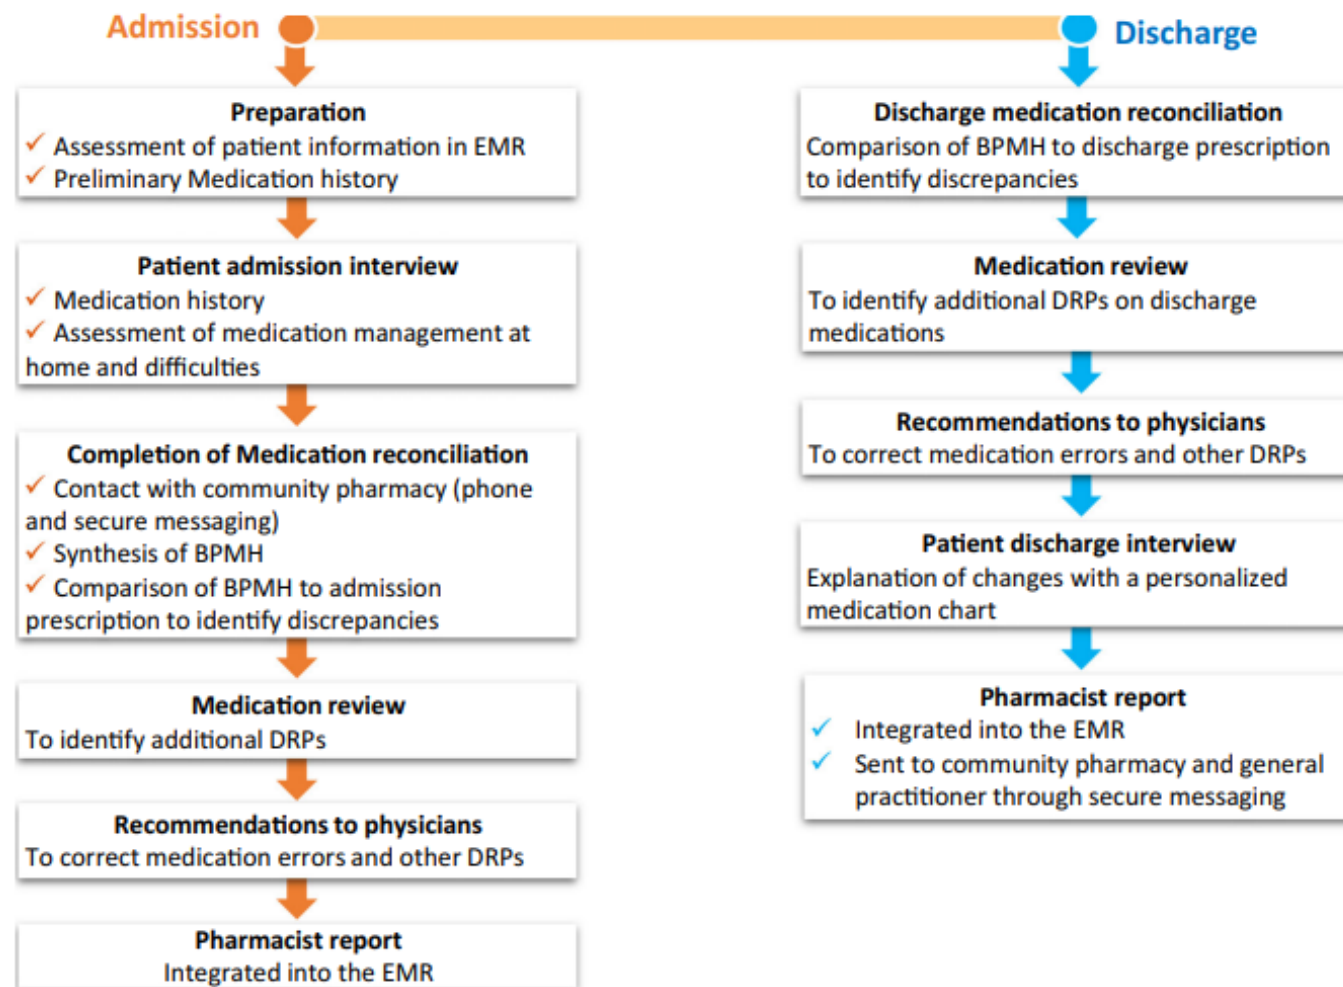 Admission
Preparation
✓ Assessment of patient information in EMR
✓ Preliminary Medication history
Patient admission interview
✓ Medication history
✓ Assessment of medication management at
home and difficulties
Completion of Medication reconciliation
✓ Contact with community pharmacy (phone
and secure messaging)
✓ Synthesis of BPMH
✓ Comparison of BPMH to admission
prescription to identify discrepancies
Medication review
To identify additional DRPs
Recommendations to physicians
To correct medication errors and other DRPs
Pharmacist report
Integrated into the EMR
Discharge
Discharge medication reconciliation
Comparison of BPMH to discharge prescription
to identify discrepancies
Medication review
To identify additional DRPs on discharge
medications
Recommendations to physicians
To correct medication errors and other DRPs
Patient discharge interview
Explanation of changes with a personalized
medication chart
Pharmacist report
✓ Integrated into the EMR
✓ Sent to community pharmacy and general
practitioner through secure messaging